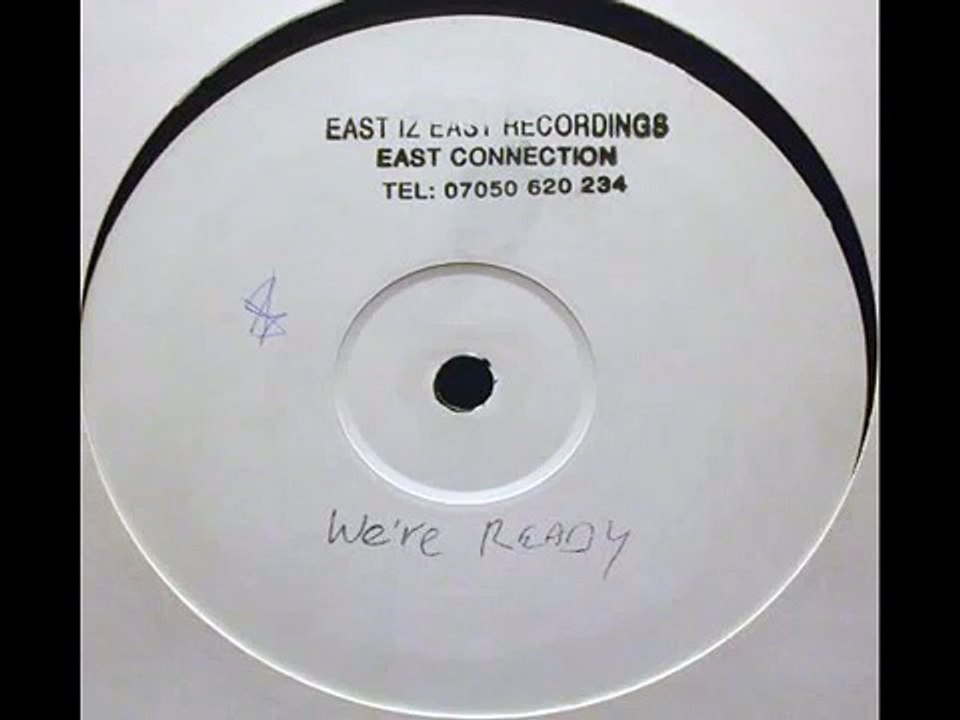 EAST IZ EAST RECORDINGS
EAST CONNECTION
TEL: 07050 620 234
We're READY